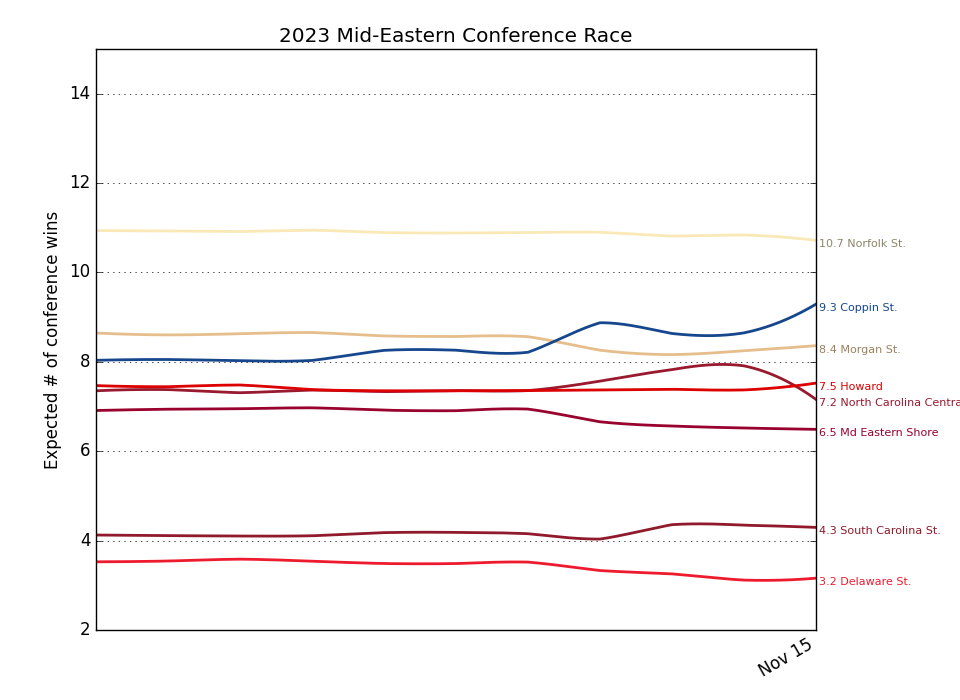 2023 Mid-Eastern Conference Race
Expected # of conference wins
14
12
10
8
6
4
2
10.7 Norfolk St.
9.3 Coppin St.
8.4 Morgan St.
7.5 Howard
7.2 North Carolina Centra
6.5 Md Eastern Shore
4.3 South Carolina St.
3.2 Delaware St.
Nov 15